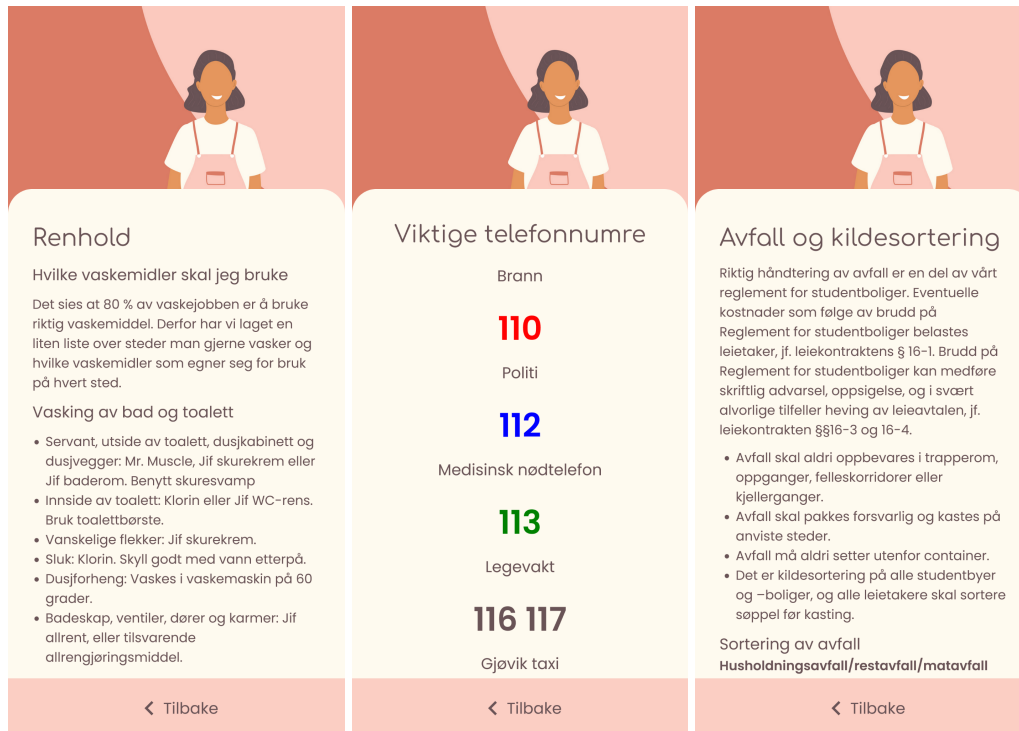 Renhold
Hvilke vaskemidler skal jeg bruke
Det sies at 80 % av vaskejobben er å bruke
riktig vaskemiddel. Derfor har vi laget en
liten liste over steder man gjerne vasker og
hvilke vaskemidler som egner seg for bruk
på hvert sted.
Vasking av bad og toalett
• Servant, utside av toalett, dusjkabinett og
dusjvegger: Mr. Muscle, Jif skurekrem eller
Jif baderom. Benytt skuresvamp
• Innside av toalett: Klorin eller Jif WC-rens.
Bruk toalettbørste.
• Vanskelige flekker: Jif skurekrem.
• Sluk: Klorin. Skyll godt med vann etterpå.
• Dusjforheng: Vaskes i vaskemaskin på 60
grader.
• Badeskap, ventiler, dører og karmer: Jif
allrent, eller tilsvarende
allrengjøringsmiddel.
Tilbake
Viktige telefonnumre
Brann
110
Politi
112
Medisinsk nødtelefon
113
Legevakt
116 117
Gjøvik taxi
Tilbake
Avfall og kildesortering
Riktig håndtering av avfall er en del av vårt
reglement for studentboliger. Eventuelle
kostnader som følge av brudd på
Reglement for studentboliger belastes
leietaker, jf. leiekontraktens § 16-1. Brudd på
Reglement for studentboliger kan medføre
skriftlig advarsel, oppsigelse, og i svært
alvorlige tilfeller heving av leieavtalen, jf.
leiekontrakten §§16-3 og 16-4.
• Avfall skal aldri oppbevares i trapperom,
oppganger, felleskorridorer eller
kjellerganger.
• Avfall skal pakkes forsvarlig og kastes på
anviste steder.
• Avfall må aldri setter utenfor container.
• Det er kildesortering på alle studentbyer
og –boliger, og alle leietakere skal sortere
søppel før kasting.
Sortering av avfall
Husholdningsavfall/restavfall/matavfall
Tilbake